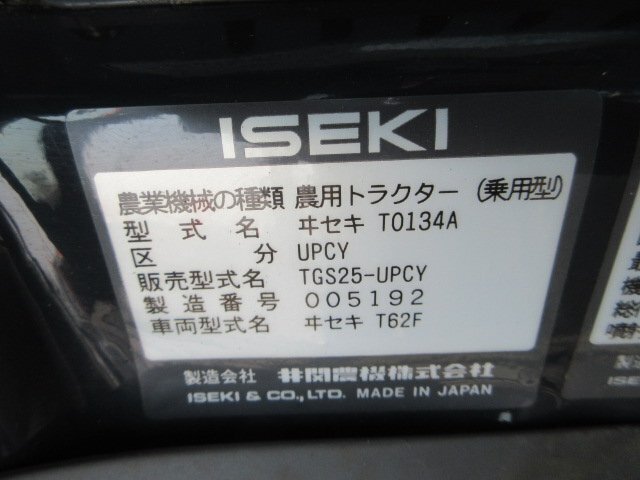 ISEKI
農業機械の種類 農用トラクター (乗用型)
型式名 ヰセキ T0134A
区分 UPCY
販売型式名 TGS25-UPCY
製造番号 005192
車両型式名 ヰセキ T62F
製造会社 井関農機株式会社
ISEKI & CO., LTD. MADE IN JAPAN
A